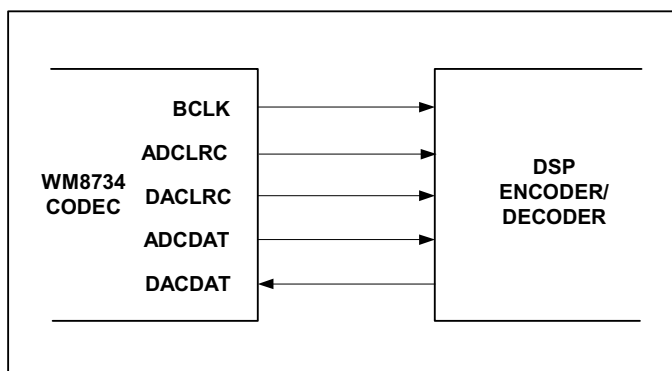 WM8734
CODEC
BCLK
ADCLRC
DACLRC
ADCDAT
DACDAT
DSP
ENCODER/
DECODER